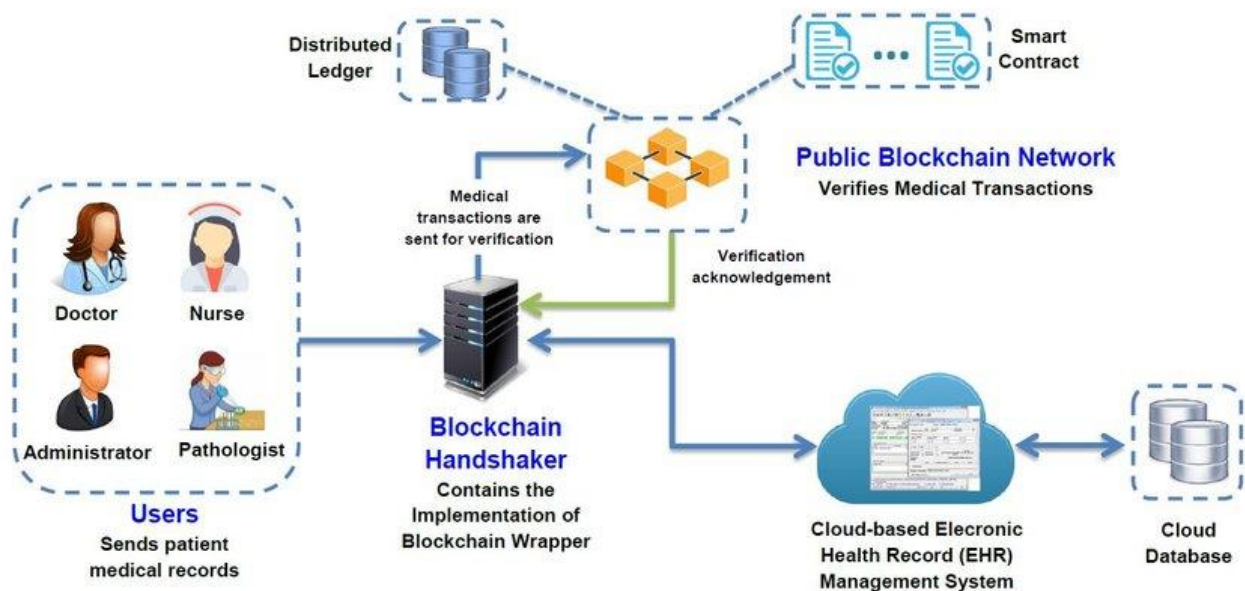 Distributed
Ledger
Smart
Contract
Public Blockchain Network
Verifies Medical Transactions
Medical
transactions are
sent for verification
Verification
acknowledgement
Doctor
Nurse
Administrator
Pathologist
Users
Sends patient
medical records
Blockchain
Handshaker
Contains the
Implementation of
Blockchain Wrapper
Cloud-based Elecronic
Health Record (EHR)
Management System
Cloud
Database